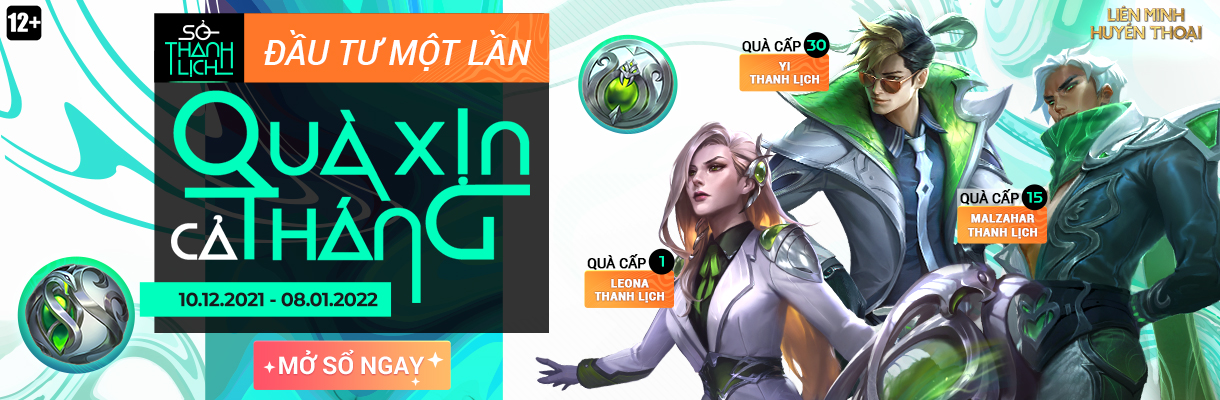 12+
SỔ
THANH
LỊCH
ĐẦU TƯ MỘT LẦN
QUÀ XỊN
CẢ THÁNG
10.12.2021 - 08.01.2022
MỞ SỔ NGAY
QUÀ CẤP 30
YI
THANH LỊCH
QUÀ CẤP 15
MALZAHAR
THANH LỊCH
QUÀ CẤP 1
LEONA
THANH LỊCH
LIÊN MINH
HUYỀN THOẠI